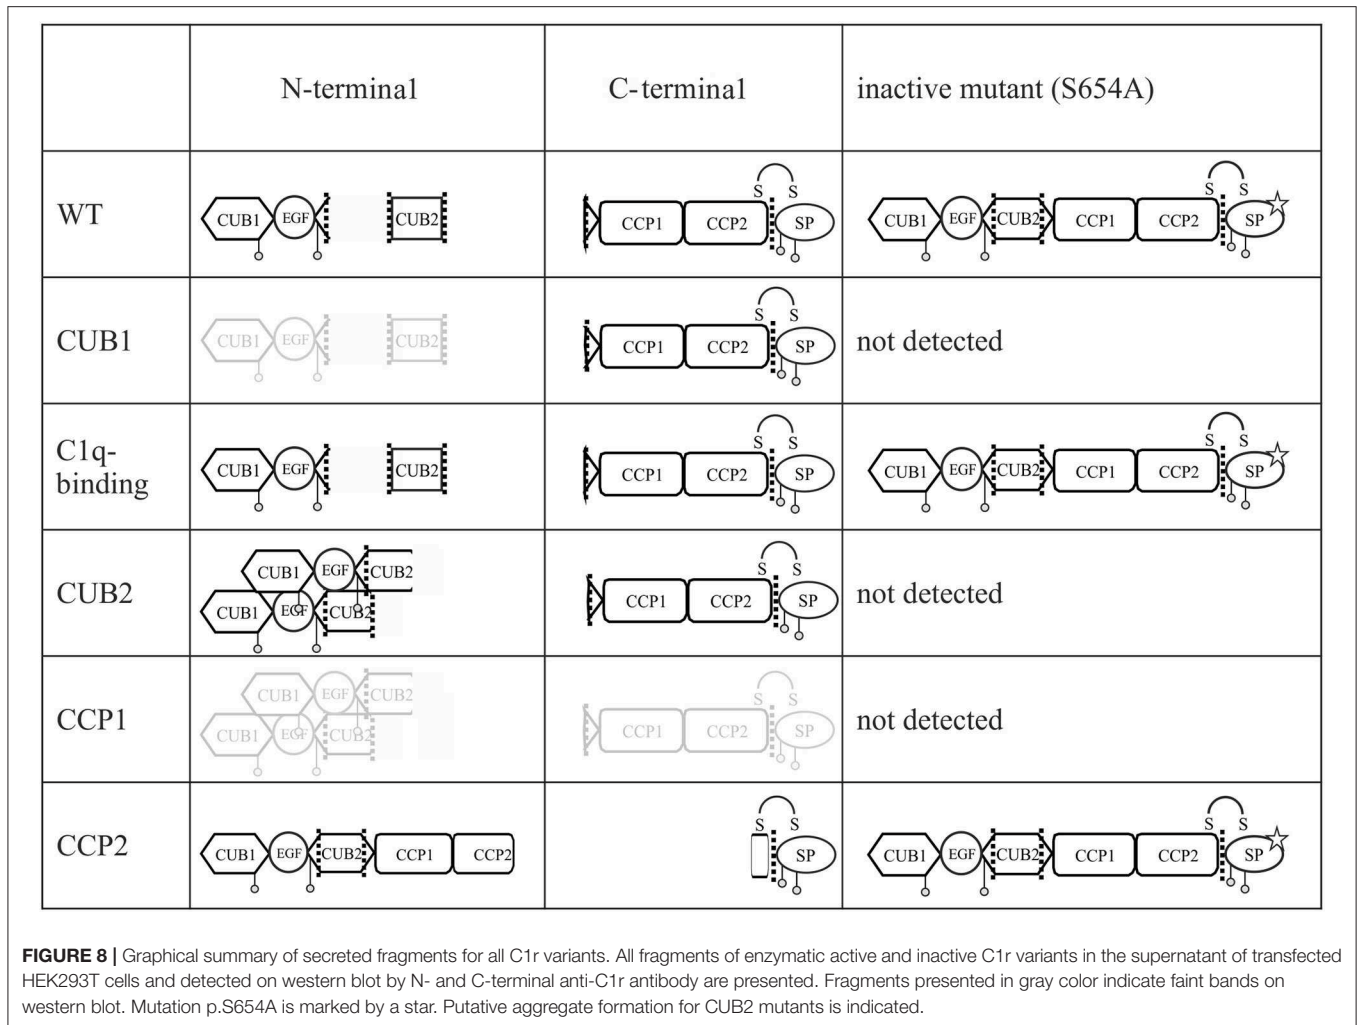 N-terminal C-terminal inactive mutant (S654A)
WT CUB1 EGF CUB2 S S CCP1 CCP2 SP S S CUB1 EGF CUB2 CCP1 CCP2 SP
CUB1 CUB1 EGF CUB2 S S CCP1 CCP2 SP not detected
C1q-
binding CUB1 EGF CUB2 S S CCP1 CCP2 SP S S CUB1 EGF CUB2 CCP1 CCP2 SP
CUB2 CUB1 EGF CUB2 CUB1 EGF CUB2 S S CCP1 CCP2 SP not detected
CCP1 CUB1 EGF CUB2 CUB1 EGF CUB2 S S CCP1 CCP2 SP not detected
CCP2 CUB1 EGF CUB2 CCP1 CCP2 S S SP S S CUB1 EGF CUB2 CCP1 CCP2 SP
FIGURE 8 | Graphical summary of secreted fragments for all C1r variants. All fragments of enzymatic active and inactive C1r variants in the supernatant of transfected
HEK293T cells and detected on western blot by N- and C-terminal anti-C1r antibody are presented. Fragments presented in gray color indicate faint bands on
western blot. Mutation p.S654A is marked by a star. Putative aggregate formation for CUB2 mutants is indicated.